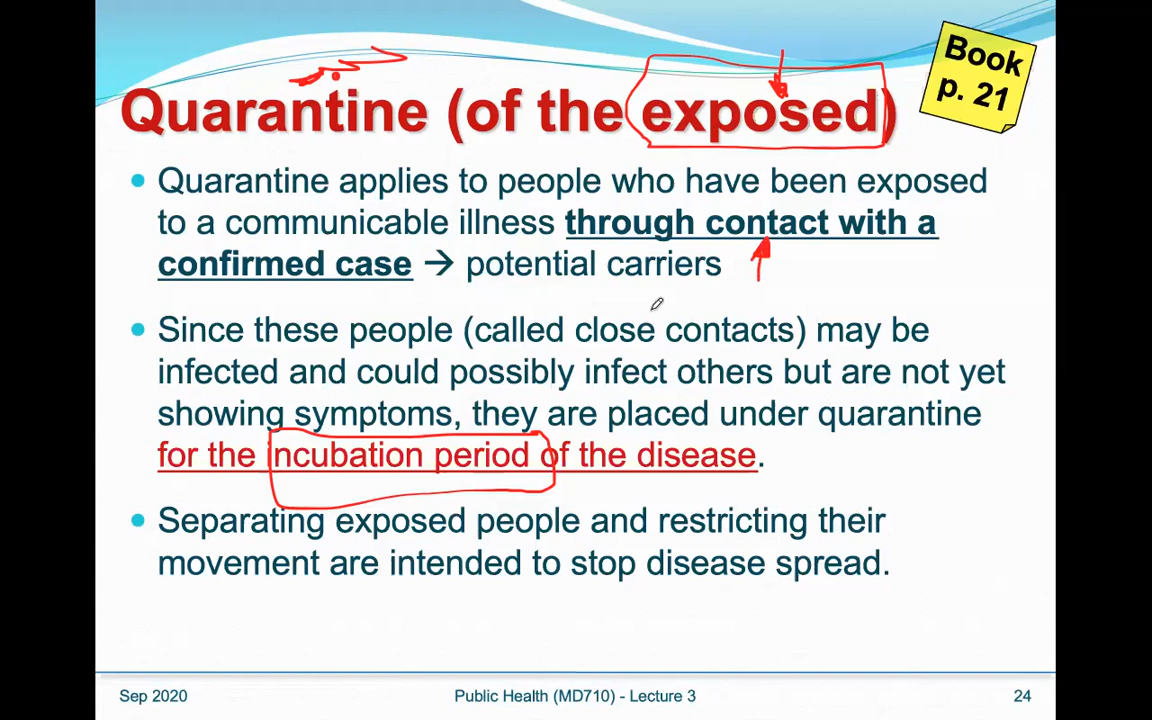 Book
p. 21
Quarantine (of the exposed)
• Quarantine applies to people who have been exposed
to a communicable illness through contact with a
confirmed case → potential carriers
• Since these people (called close contacts) may be
infected and could possibly infect others but are not yet
showing symptoms, they are placed under quarantine
for the incubation period of the disease.
• Separating exposed people and restricting their
movement are intended to stop disease spread.
Sep 2020
Public Health (MD710) - Lecture 3
24